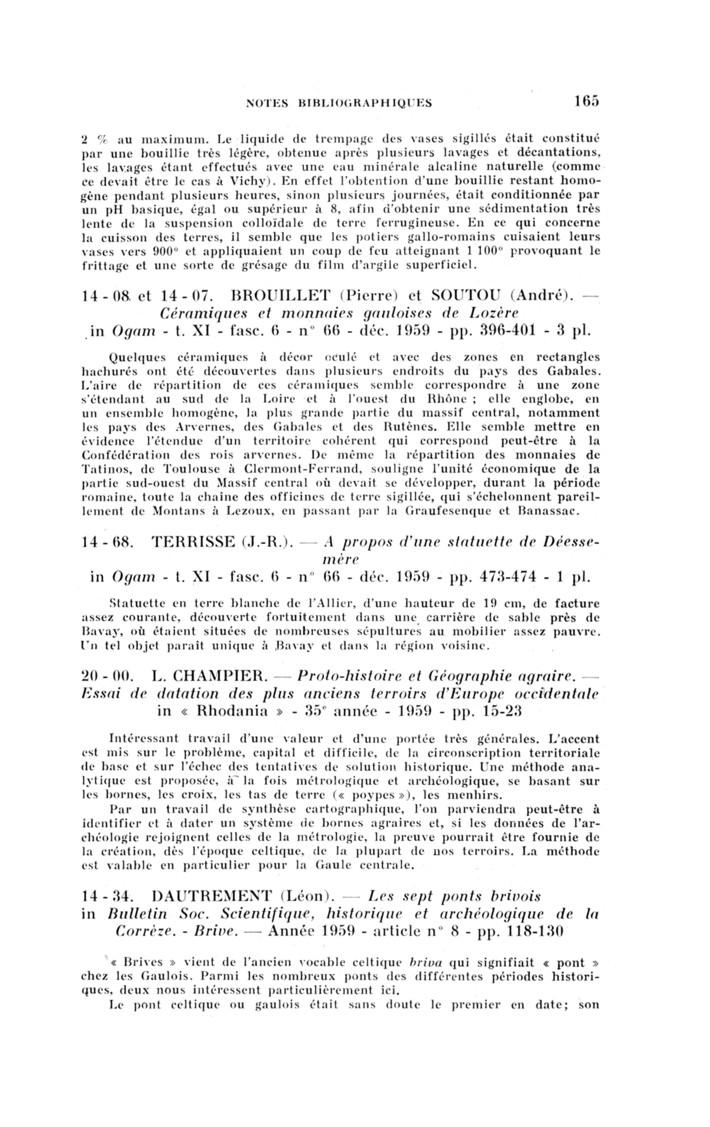 NOTES BIBLIOGRAPHIQUES 165
2 % au maximum. Le liquide de trempage des vases sigillés était constitué
par une bouillie très légère, obtenue après plusieurs lavages et décantations,
les lavages étant effectués avec une eau minérale alcaline naturelle (comme
ce devait être le cas à Vichy). En effet l'obtention d'une bouillie restant homo-
gène pendant plusieurs heures, sinon plusieurs journées, était conditionnée par
un pH basique, égal ou supérieur à 8, afin d'obtenir une sédimentation très
lente de la suspension colloïdale de terre ferrugineuse. En ce qui concerne
la cuisson des terres, il semble que les potiers gallo-romains cuisaient leurs
vases vers 900° et appliquaient un coup de feu atteignant 1 100° provoquant le
frittage et une sorte de grésage du film d'argile superficiel.
14 - 08 et 14 - 07. BROUILLET (Pierre) et SOUTOU (André). —
Céramiques et monnaies gauloises de Lozère
in Ogam - t. XI - fasc. 6 - n° 66 - déc. 1959 - pp. 396-401 - 3 pl.
Quelques céramiques à décor oculé et avec des zones en rectangles
hachurés ont été découvertes dans plusieurs endroits du pays des Gabales.
L'aire de répartition de ces céramiques semble correspondre à une zone
s'étendant au sud de la Loire et à l'ouest du Rhône ; elle englobe, en
un ensemble homogène, la plus grande partie du massif central, notamment
les pays des Arvernes, des Gabales et des Rutènes. Elle semble mettre en
évidence l'étendue d'un territoire cohérent qui correspond peut-être à la
Confédération des rois arvernes. De même la répartition des monnaies de
Tatinos, de Toulouse à Clermont-Ferrand, souligne l'unité économique de la
partie sud-ouest du Massif central où devait se développer, durant la période
romaine, toute la chaine des officines de terre sigillée, qui s'échelonnent pareil-
lement de Montans à Lezoux, en passant par la Graufesenque et Banassac.
14 - 68. TERRISSE (J.-R.). — A propos d'une statuette de Déesse-
mère
in Ogam - t. XI - fasc. 6 - n° 66 - déc. 1959 - pp. 473-474 - 1 pl.
Statuette en terre blanche de l'Allier, d'une hauteur de 19 cm, de facture
assez courante, découverte fortuitement dans une carrière de sable près de
Bavay, où étaient situées de nombreuses sépultures au mobilier assez pauvre.
Un tel objet paraît unique à Bavay et dans la région voisine.
20 - 00. L. CHAMPIER. — Proto-histoire et Géographie agraire. —
Essai de datation des plus anciens terroirs d'Europe occidentale
in « Rhodania » - 35e année - 1959 - pp. 15-23
Intéressant travail d'une valeur et d'une portée très générales. L'accent
est mis sur le problème, capital et difficile, de la circonscription territoriale
de base et sur l'échec des tentatives de solution historique. Une méthode ana-
lytique est proposée, à la fois métrologique et archéologique, se basant sur
les bornes, les croix, les tas de terre (« poypes »), les menhirs.
Par un travail de synthèse cartographique, l'on parviendra peut-être à
identifier et à dater un système de bornes agraires et, si les données de l'ar-
chéologie rejoignent celles de la métrologie, la preuve pourrait être fournie de
la création, dès l'époque celtique, de la plupart de nos terroirs. La méthode
est valable en particulier pour la Gaule centrale.
14 - 34. DAUTREMENT (Léon). — Les sept ponts brivois
in Bulletin Soc. Scientifique, historique et archéologique de la
Corrèze. - Brive. — Année 1959 - article n° 8 - pp. 118-130
« Brives » vient de l'ancien vocable celtique briva qui signifiait « pont »
chez les Gaulois. Parmi les nombreux ponts des différentes périodes histori-
ques, deux nous intéressent particulièrement ici.
Le pont celtique ou gaulois était sans doute le premier en date; son